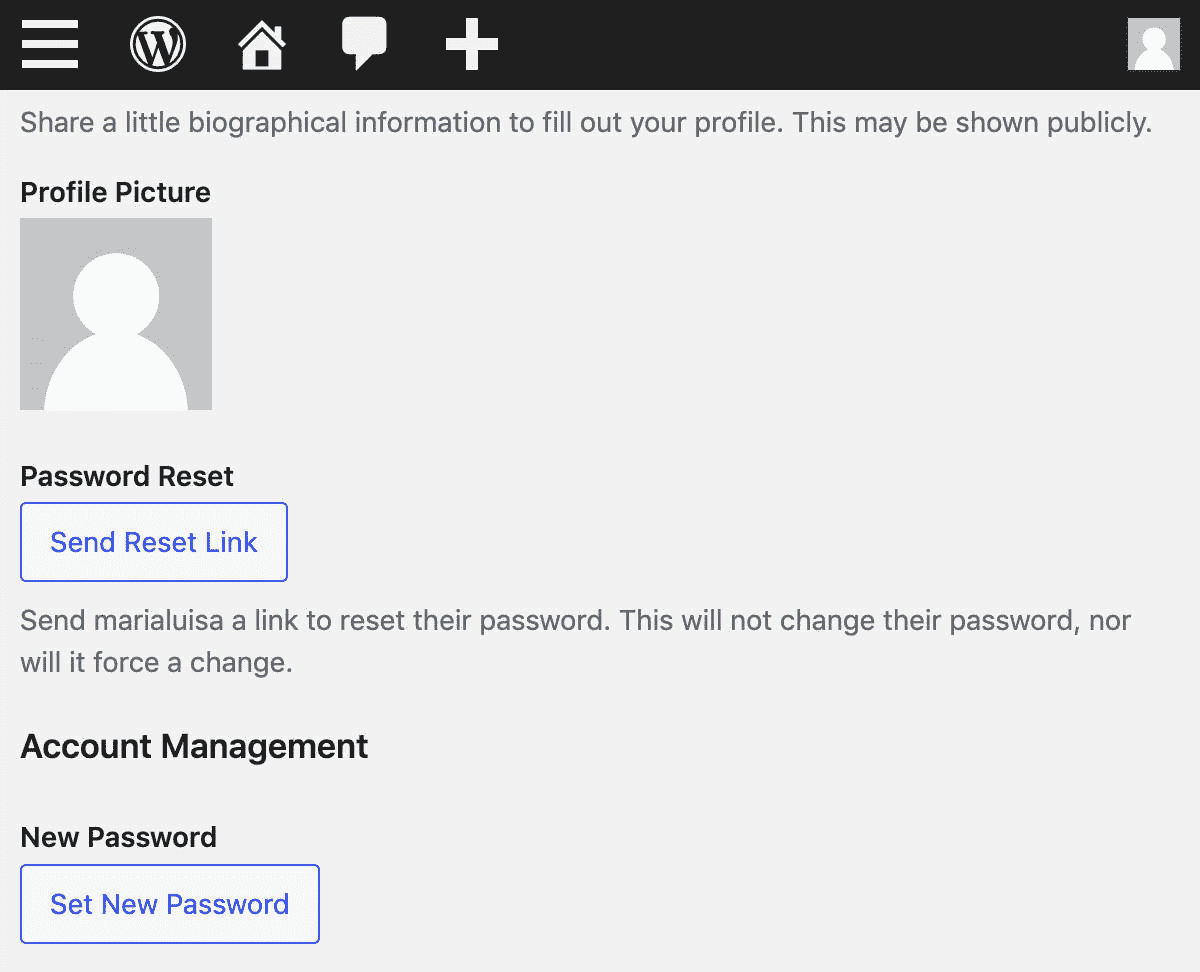 Share a little biographical information to fill out your profile. This may be shown publicly.
Profile Picture
Password Reset
Send Reset Link
Send marialuisa a link to reset their password. This will not change their password, nor
will it force a change.
Account Management
New Password
Set New Password